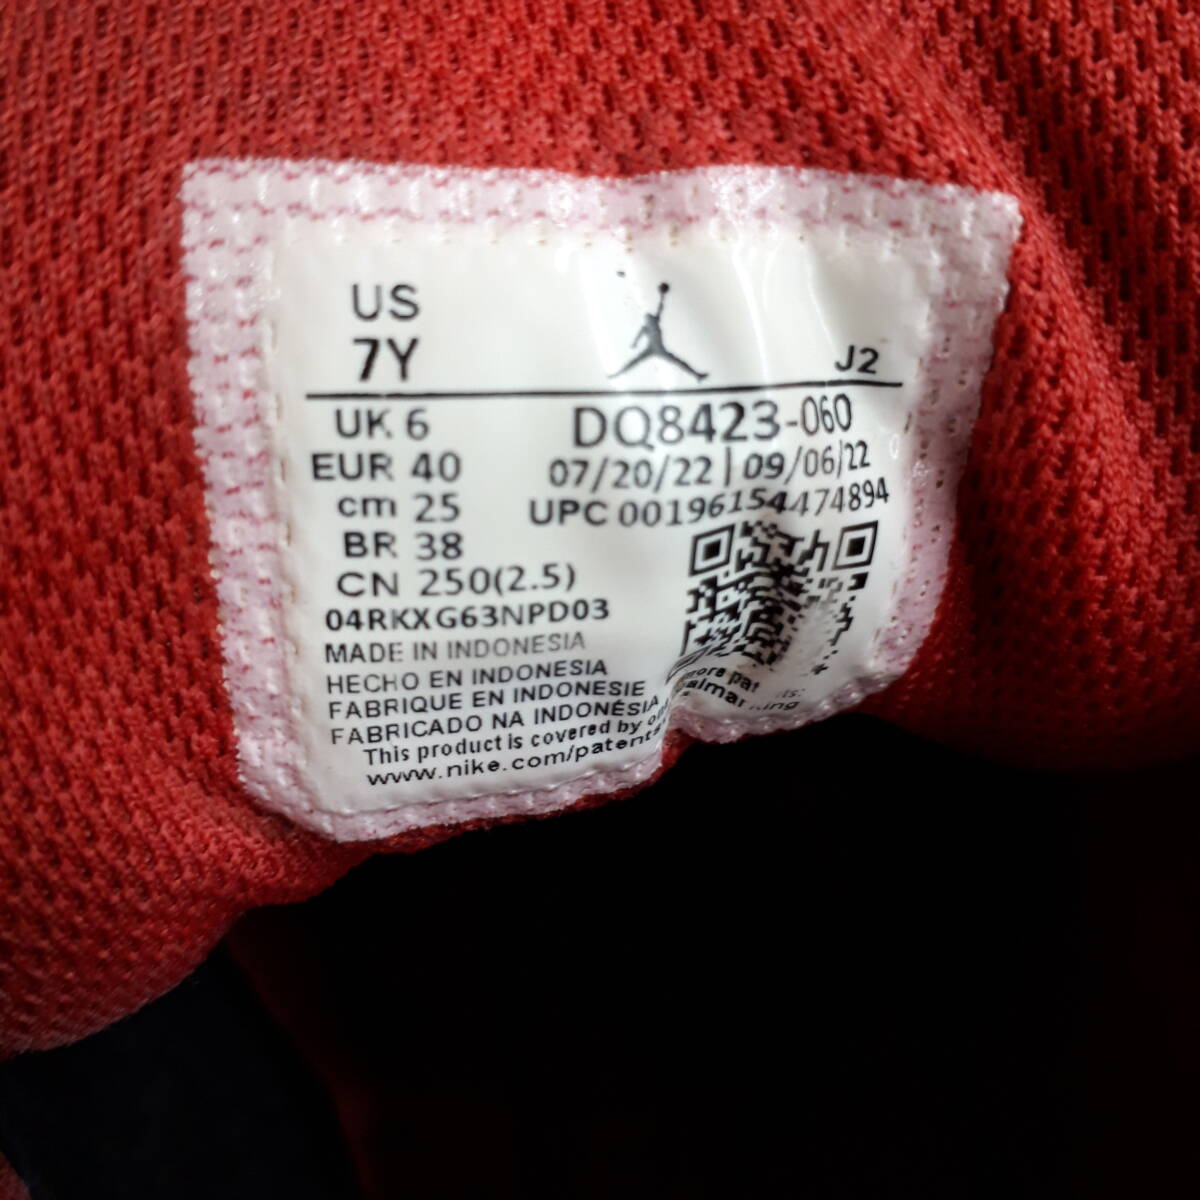 US
7Y
J2
UK 6
EUR 40
cm 25
BR 38
CN 250(2.5)
DQ8423-060
07/20/22 | 09/06/22
UPC 00196154474894
04RKXG63NPD03
MADE IN INDONESIA
HECHO EN INDONESIA
FABRIQUE EN INDONESIE
FABRICADO NA INDONÉSIA
This product is covered by
www.nike.com/patents